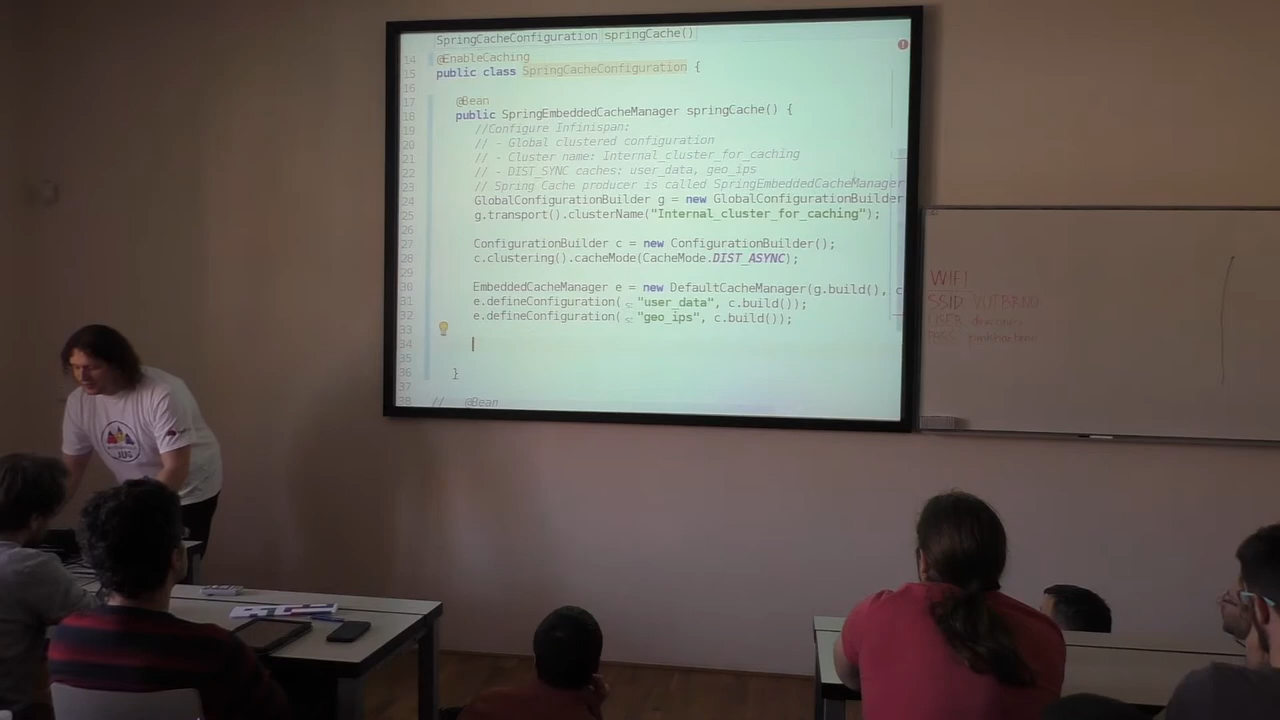 SpringCacheConfiguration springCache()
14 @EnableCaching
15 public class SpringCacheConfiguration {
16
17 @Bean
18 public SpringEmbeddedCacheManager springCache() {
19 //Configure Infinispan:
20 // - Global clustered configuration
21 // - Cluster name: Internal_cluster_for_caching
22 // - DIST_SYNC caches: user_data, geo_ips
23 // Spring Cache producer is called SpringEmbeddedCacheManager
24 GlobalConfigurationBuilder g = new GlobalConfigurationBuilder
25 g.transport().clusterName("Internal_cluster_for_caching");
26
27 ConfigurationBuilder c = new ConfigurationBuilder();
28 c.clustering().cacheMode(CacheMode.DIST_ASYNC);
29
30 EmbeddedCacheManager e = new DefaultCacheManager(g.build(), c
31 e.defineConfiguration( "user_data", c.build());
32 e.defineConfiguration( "geo_ips", c.build());
33
34
35
36 }
37
38 // @Bean
WIFI
SSID
USER
PASS
JUG